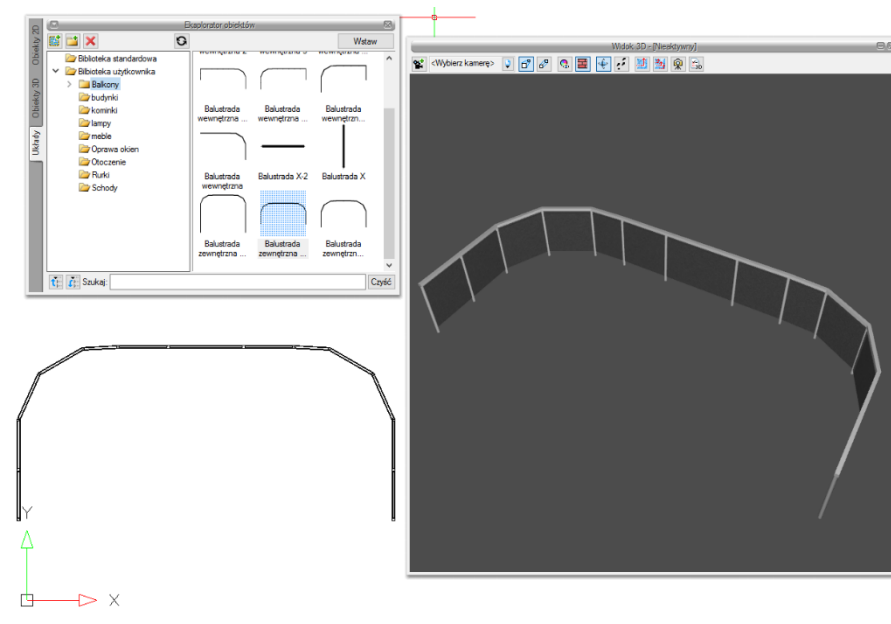 Eksplorator obiektów
Wstaw
Obiekty 2D
Obiekty 3D
Układy
Biblioteka standardowa
Bilbioteka użytkownika
Balkony
budynki
kominki
lampy
meble
Oprawa okien
Otoczenie
Rurki
Schody
Balustrada
wewnętrzna ...
Balustrada
wewnętrzna ...
Balustrada
wewnętrzn...
Balustrada
wewnętrzna
Balustrada X-2
Balustrada X
Balustrada
zewnętrzna ...
Balustrada
zewnętrzna ...
Balustrada
zewnętrzn...
Szukaj:
Czyść
Widok 3D - [Nieaktywny]
<Wybierz kamerę>
Y
X